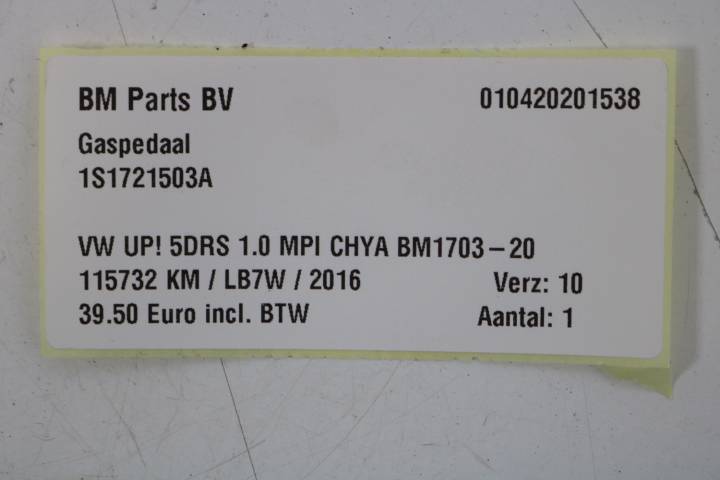 BM Parts BV 010420201538
Gaspedaal
1S1721503A
VW UP! 5DRS 1.0 MPI CHYA BM1703-20
115732 KM / LB7W / 2016 Verz: 10
39.50 Euro incl. BTW Aantal: 1